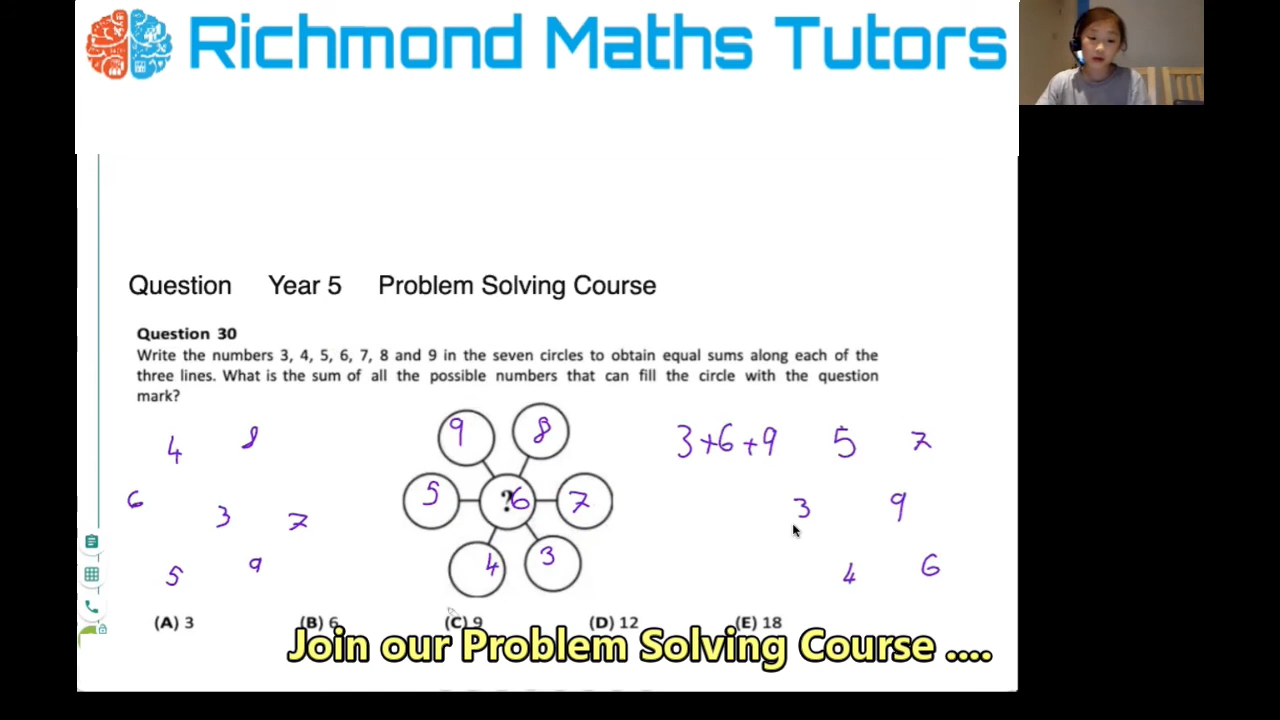 Richmond Maths Tutors
Question Year 5 Problem Solving Course
Question 30
Write the numbers 3, 4, 5, 6, 7, 8 and 9 in the seven circles to obtain equal sums along each of the
three lines. What is the sum of all the possible numbers that can fill the circle with the question
mark?
4 8
6 3 7
5 9
9 8
5 ?6 7
4 3
3+6+9 5 7
3 9
4 6
(A) 3 (B) 6 (C) 9 (D) 12 (E) 18
Join our Problem Solving Course ....